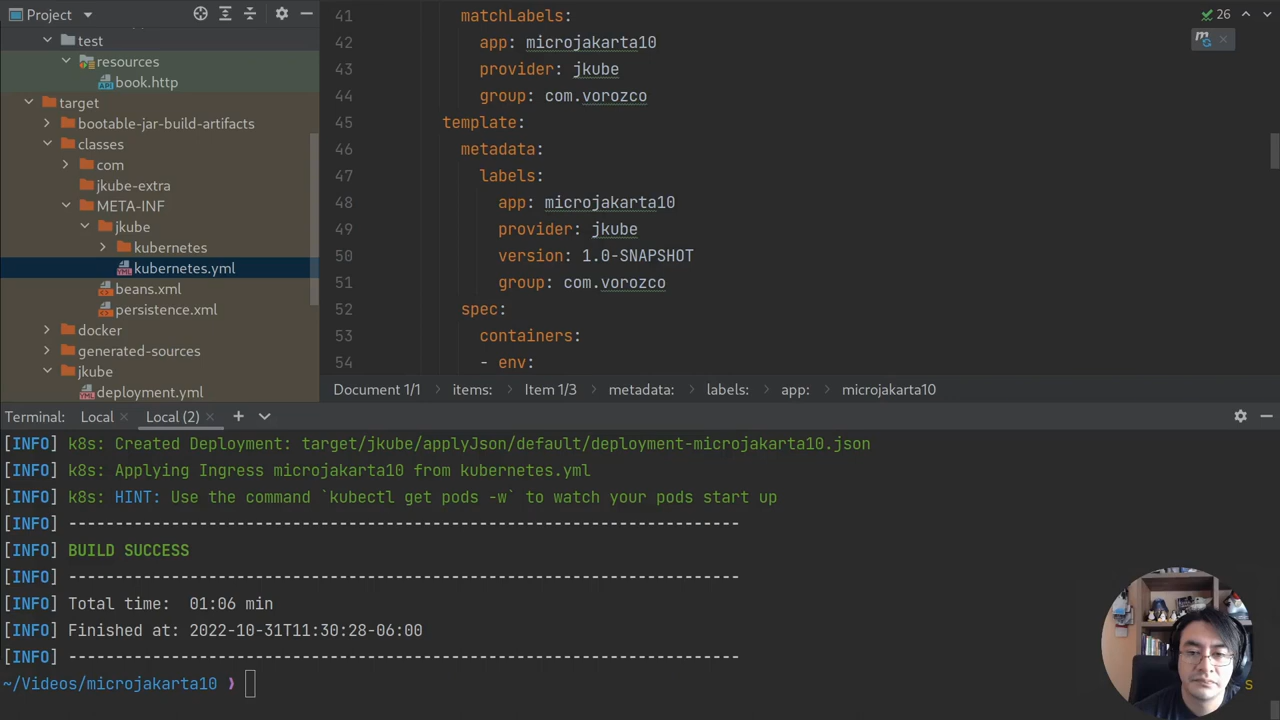 Project
test
resources
book.http
target
bootable-jar-build-artifacts
classes
com
jkube-extra
META-INF
jkube
kubernetes
kubernetes.yml
beans.xml
persistence.xml
docker
generated-sources
jkube
deployment.yml
41 matchLabels:
42 app: microjakarta10
43 provider: jkube
44 group: com.vorozco
45 template:
46 metadata:
47 labels:
48 app: microjakarta10
49 provider: jkube
50 version: 1.0-SNAPSHOT
51 group: com.vorozco
52 spec:
53 containers:
54 - env:
26
m
Document 1/1 items: Item 1/3 metadata: labels: app: microjakarta10
Terminal: Local Local (2)
[INFO] k8s: Created Deployment: target/jkube/applyJson/default/deployment-microjakarta10.json
[INFO] k8s: Applying Ingress microjakarta10 from kubernetes.yml
[INFO] k8s: HINT: Use the command `kubectl get pods -w` to watch your pods start up
[INFO] ------------------------------------------------------------------------
[INFO] BUILD SUCCESS
[INFO] ------------------------------------------------------------------------
[INFO] Total time:  01:06 min
[INFO] Finished at: 2022-10-31T11:30:28-06:00
[INFO] ------------------------------------------------------------------------
~/Videos/microjakarta10 ❯
s